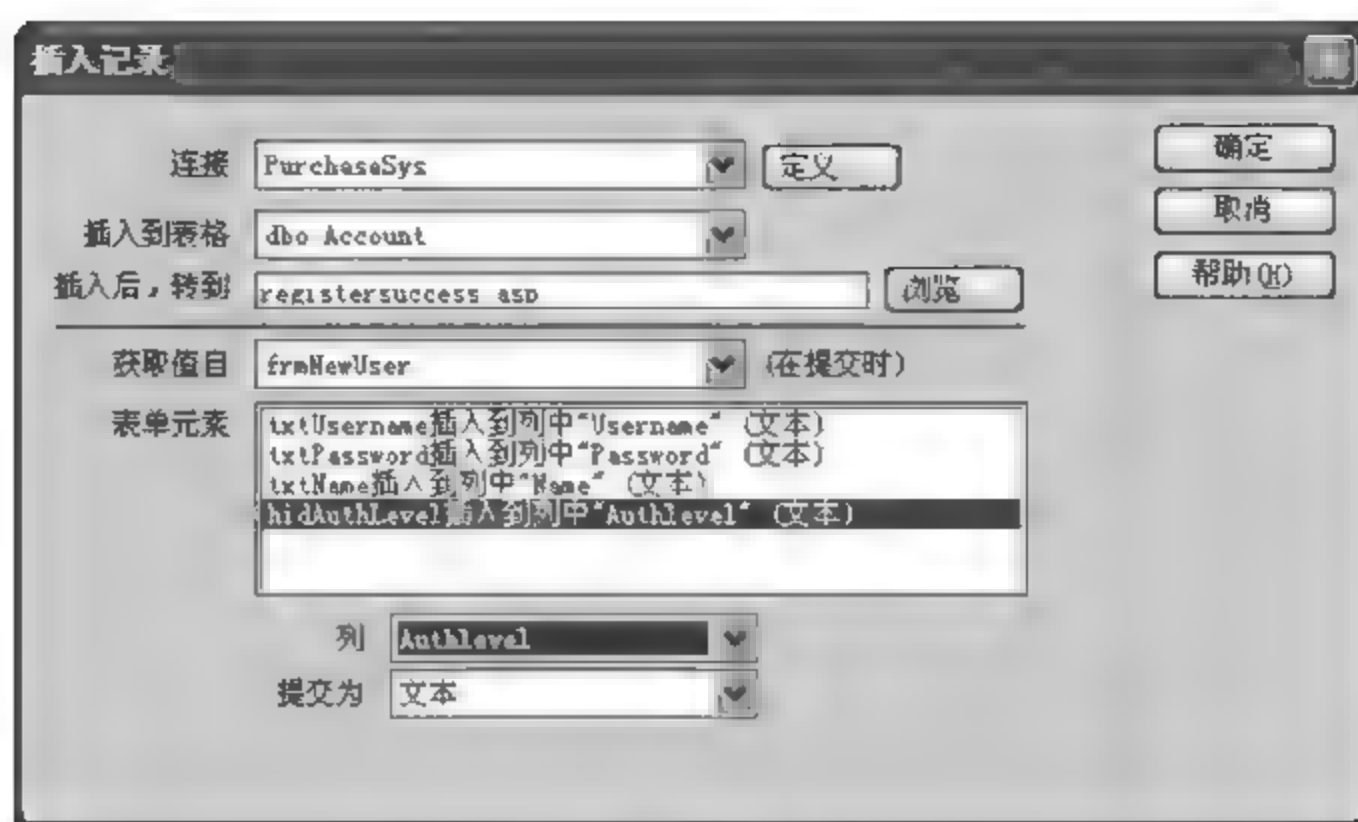 插入记录
连接 PurchaseSys 定义 确定
插入到表格 dbo Account 取消
插入后，转到 registersuccess asp 浏览 帮助(H)
获取值自 frmNewUser (在提交时)
表单元素 txtUsername插入到列中"Username" (文本)
txtPassword插入到列中"Password" (文本)
txtName插入到列中"Name" (文本)
hidAuthLevel插入到列中"Authlevel" (文本)
列 Authlevel
提交为 文本